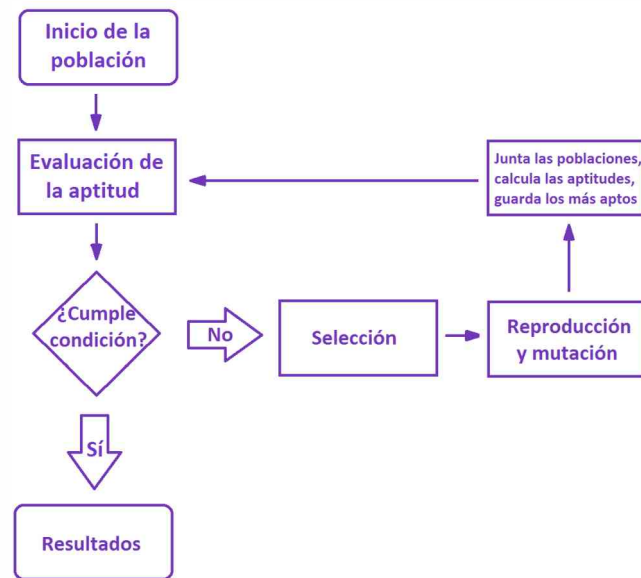 Inicio de la
población
Evaluación de
la aptitud
¿Cumple
condición?
No
Selección
Reproducción
y mutación
Junta las poblaciones,
calcula las aptitudes,
guarda los más aptos
Sí
Resultados